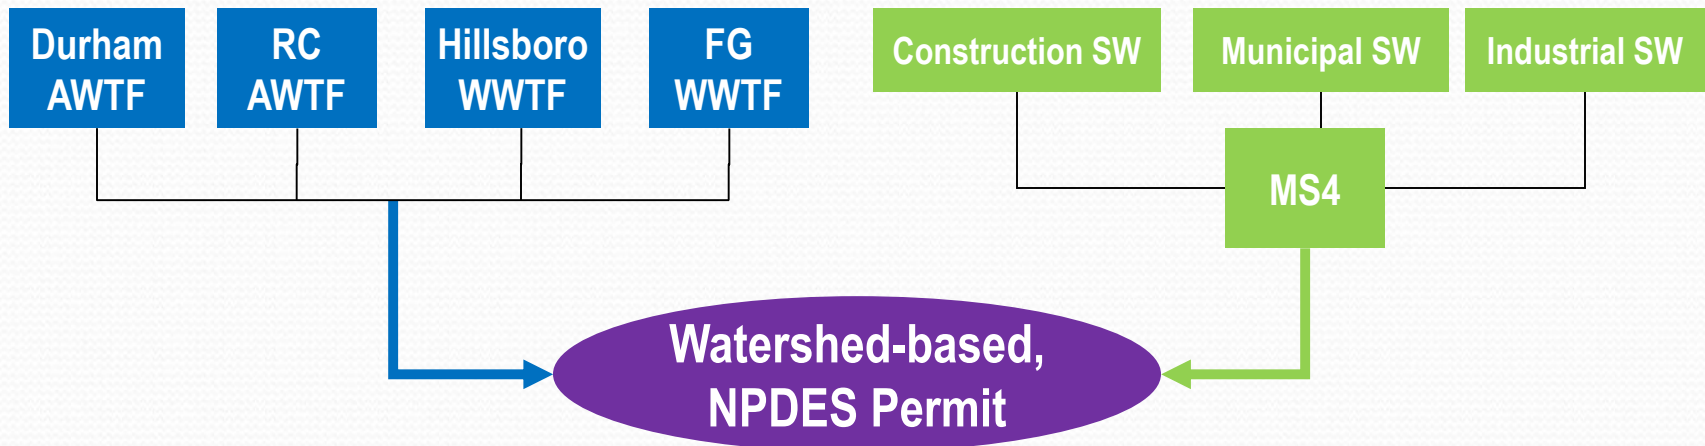 Durham
AWTF
RC
AWTF
Hillsboro
WWTF
FG
WWTF
Construction SW
Municipal SW
Industrial SW
MS4
Watershed-based,
NPDES Permit